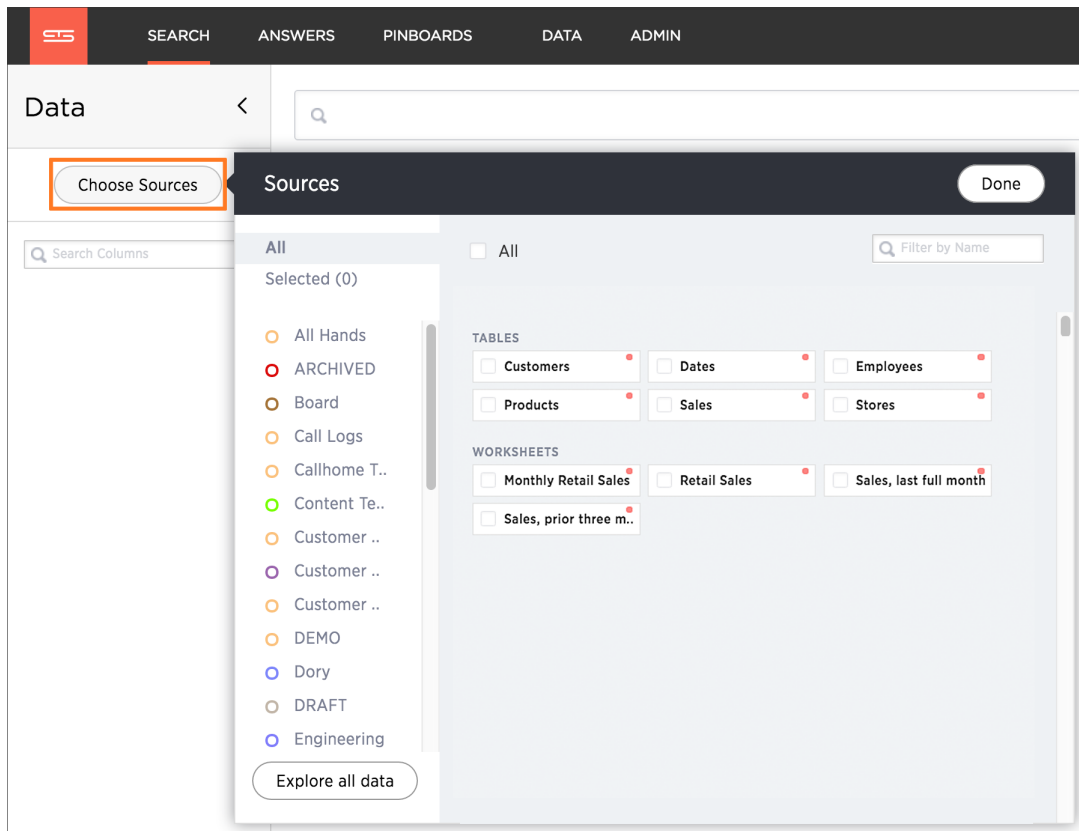 SEARCH ANSWERS PINBOARDS DATA ADMIN
Data
Choose Sources
Search Columns
Sources
Done
All
Selected (0)
All Hands
ARCHIVED
Board
Call Logs
Callhome T..
Content Te..
Customer ..
Customer ..
Customer ..
DEMO
Dory
DRAFT
Engineering
Explore all data
All
Filter by Name
TABLES
Customers Dates Employees
Products Sales Stores
WORKSHEETS
Monthly Retail Sales Retail Sales Sales, last full month
Sales, prior three m..